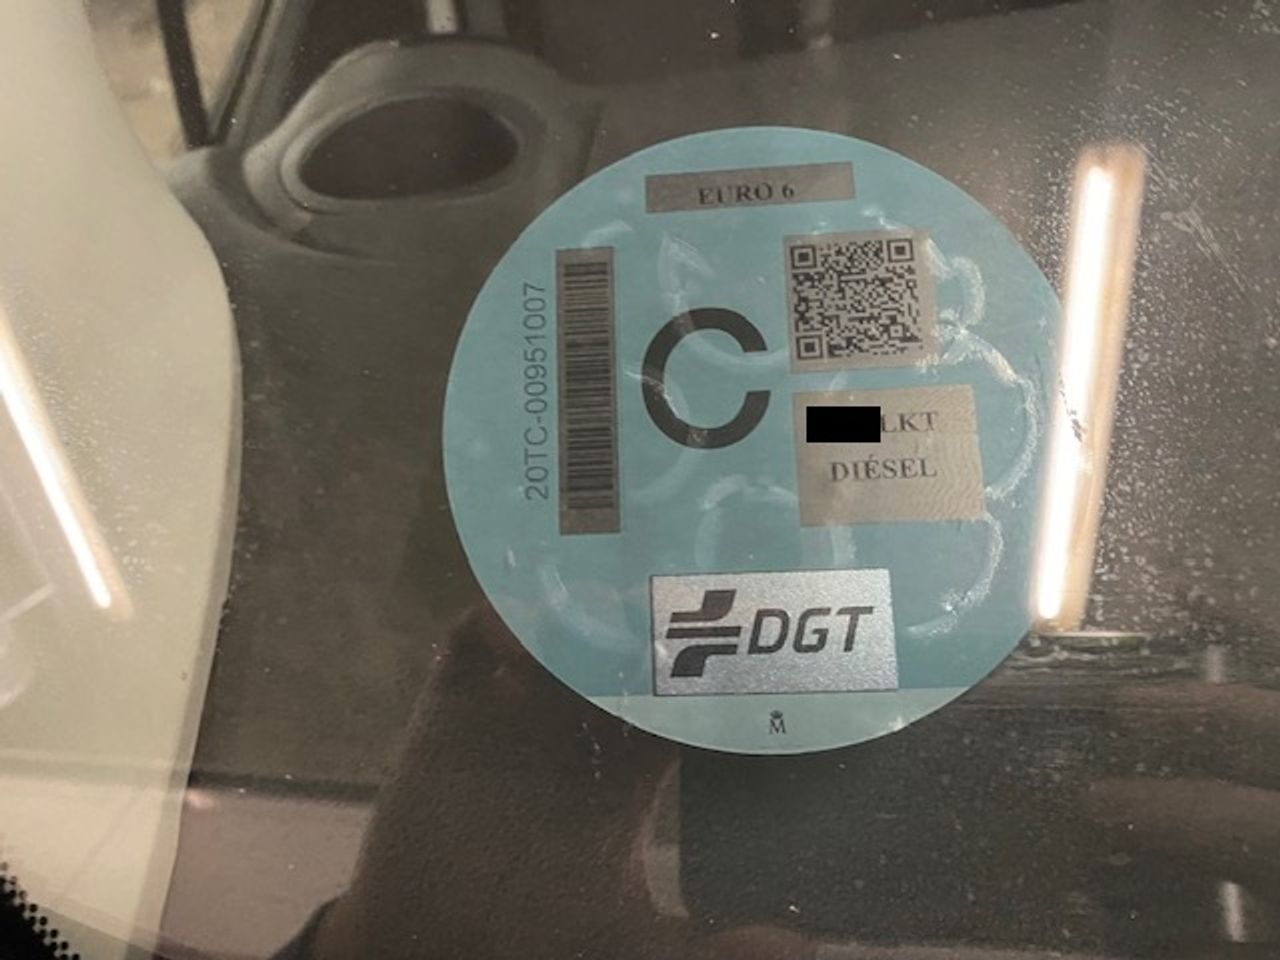 EURO 6
20TC-00951007
C
LKT
DIÉSEL
DGT
M